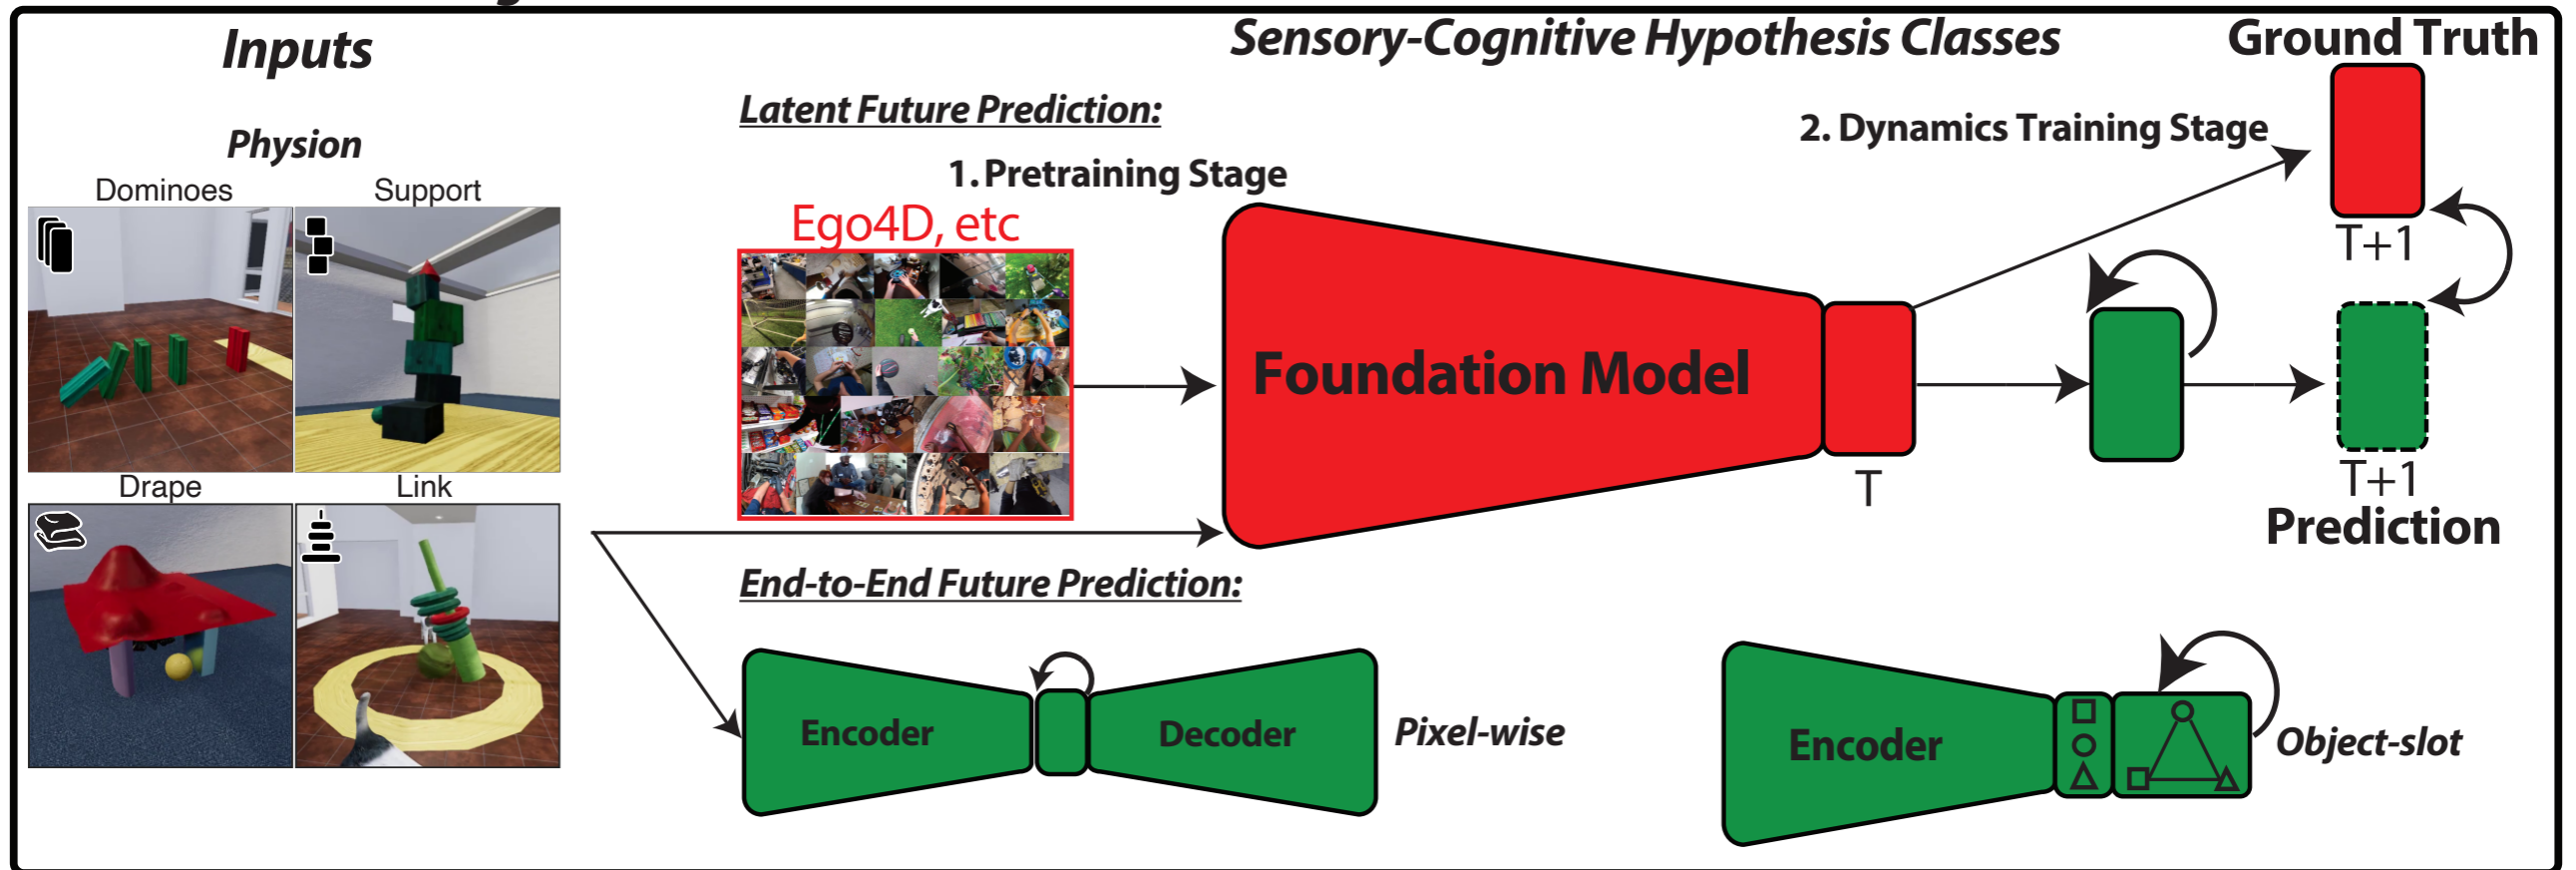 Inputs
Sensory-Cognitive Hypothesis Classes
Ground Truth
Physion
Dominoes
Support
Drape
Link
Latent Future Prediction:
1. Pretraining Stage
2. Dynamics Training Stage
Ego4D, etc
Foundation Model
T
T+1
T+1
Prediction
End-to-End Future Prediction:
Encoder
Decoder
Pixel-wise
Encoder
Object-slot